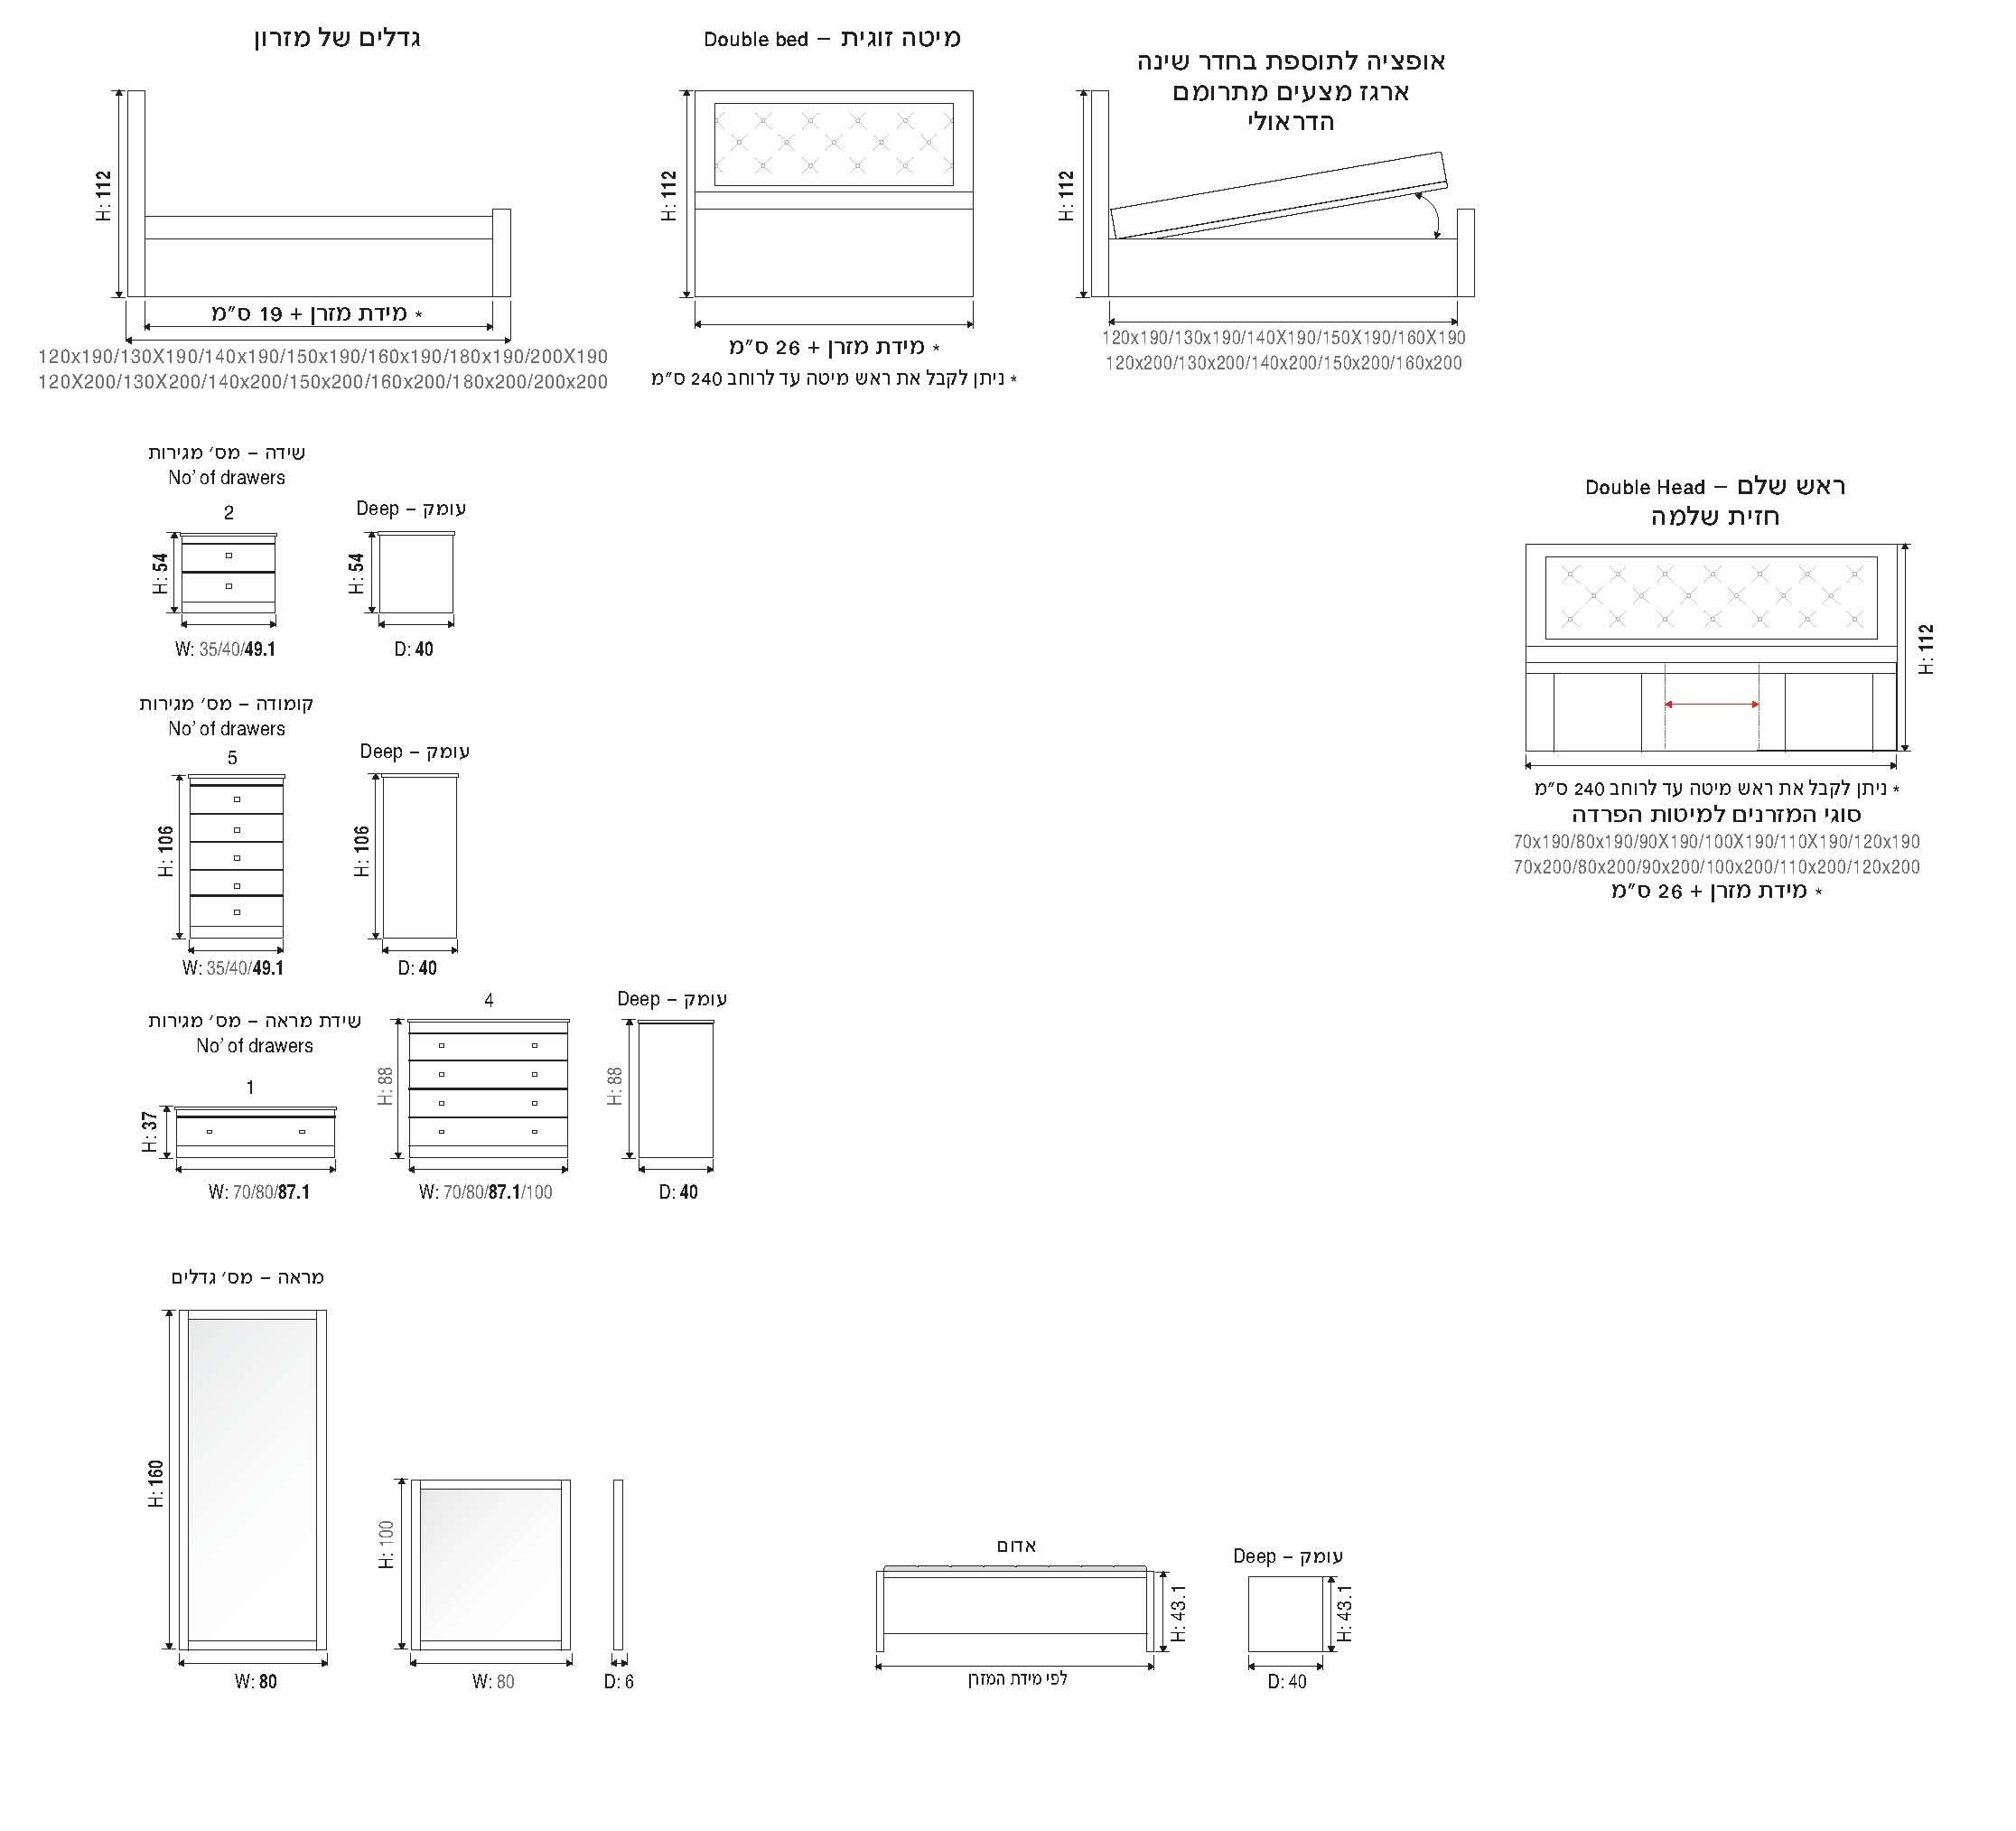 גדלים של מזרון
H: 112
* מידת מזרן + 19 ס"מ
120x190/130X190/140x190/150x190/160x190/180x190/200X190
120X200/130X200/140x200/150x200/160x200/180x200/200x200
Double bed – מיטה זוגית
H: 112
* מידת מזרן + 26 ס"מ
* ניתן לקבל את ראש מיטה עד לרוחב 240 ס"מ
אופציה לתוספת בחדר שינה
ארגז מצעים מתרומם
הדראולי
H: 112
120x190/130x190/140X190/150X190/160X190
120x200/130x200/140x200/150x200/160x200
שידה – מס' מגירות
No' of drawers
2
H: 54
W: 35/40/49.1
Deep – עומק
H: 54
D: 40
Double Head – ראש שלם
חזית שלמה
H: 112
* ניתן לקבל את ראש מיטה עד לרוחב 240 ס"מ
סוגי המזרנים למיטות הפרדה
70x190/80x190/90X190/100X190/110X190/120x190
70x200/80x200/90x200/100x200/110x200/120x200
* מידת מזרן + 26 ס"מ
קומודה – מס' מגירות
No' of drawers
5
H: 106
W: 35/40/49.1
Deep – עומק
H: 106
D: 40
שידת מראה – מס' מגירות
No' of drawers
1
H: 37
W: 70/80/87.1
4
H: 88
W: 70/80/87.1/100
Deep – עומק
H: 88
D: 40
מראה – מס' גדלים
H: 160
W: 80
H: 100
W: 80
D: 6
אדום
H: 43.1
לפי מידת המזרן
Deep – עומק
H: 43.1
D: 40